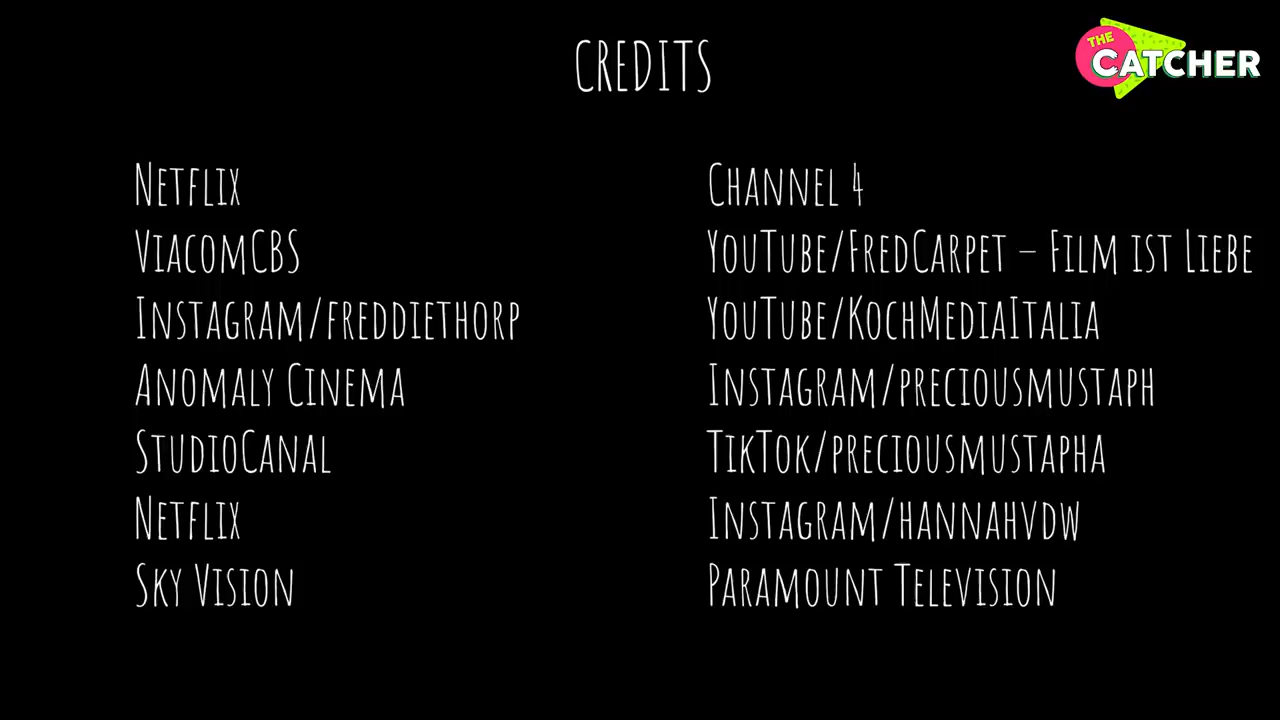 CREDITS
THE
CATCHER
NETFLIX
VIACOMCBS
INSTAGRAM/FREDDIETHORP
ANOMALY CINEMA
STUDIOCANAL
NETFLIX
SKY VISION
CHANNEL 4
YOUTUBE/FREDCARPET – FILM IST LIEBE
YOUTUBE/KOCHMEDIAITALIA
INSTAGRAM/PRECIOUSMUSTAPH
TIKTOK/PRECIOUSMUSTAPHA
INSTAGRAM/HANNAHVDW
PARAMOUNT TELEVISION